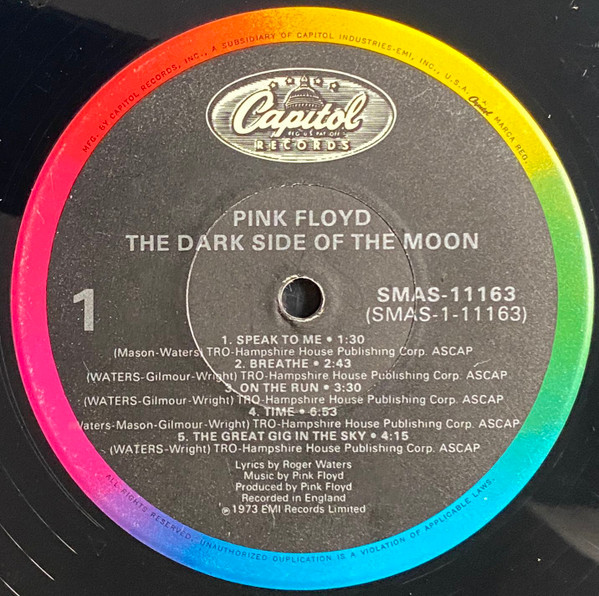 MFG. BY CAPITOL RECORDS, INC., A SUBSIDIARY OF CAPITOL INDUSTRIES-EMI, INC., U.S.A. Capitol MARCA REG.
Capitol
REG. U.S. PAT. OFF.
RECORDS
PINK FLOYD
THE DARK SIDE OF THE MOON
1
SMAS-11163
(SMAS-1-11163)
1. SPEAK TO ME • 1:30
(Mason-Waters) TRO-Hampshire House Publishing Corp. ASCAP
2. BREATHE • 2:43
(WATERS-Gilmour-Wright) TRO-Hampshire House Publishing Corp. ASCAP
3. ON THE RUN • 3:30
(WATERS-Gilmour-Wright) TRO-Hampshire House Publishing Corp. ASCAP
4. TIME • 6:53
Waters-Mason-Gilmour-Wright) TRO-Hampshire House Publishing Corp. ASCAP
5. THE GREAT GIG IN THE SKY • 4:15
(WATERS-Wright) TRO-Hampshire House Publishing Corp. ASCAP
Lyrics by Roger Waters
Music by Pink Floyd
Produced by Pink Floyd
Recorded in England
℗1973 EMI Records Limited
ALL RIGHTS RESERVED. UNAUTHORIZED DUPLICATION IS A VIOLATION OF APPLICABLE LAWS.